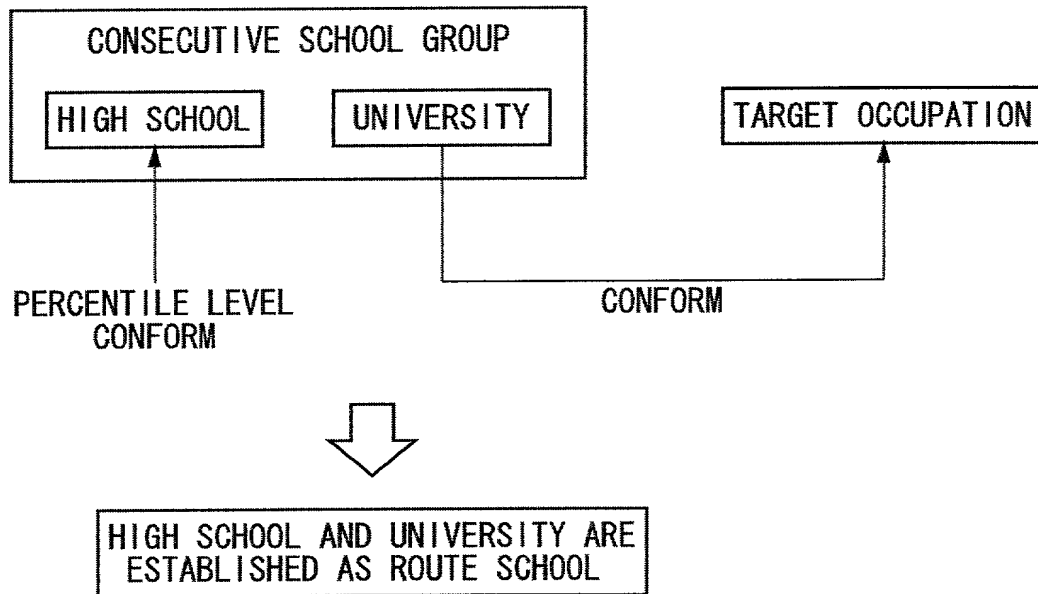 CONSECUTIVE SCHOOL GROUP
HIGH SCHOOL
UNIVERSITY
TARGET OCCUPATION
PERCENTILE LEVEL
CONFORM
CONFORM
HIGH SCHOOL AND UNIVERSITY ARE
ESTABLISHED AS ROUTE SCHOOL